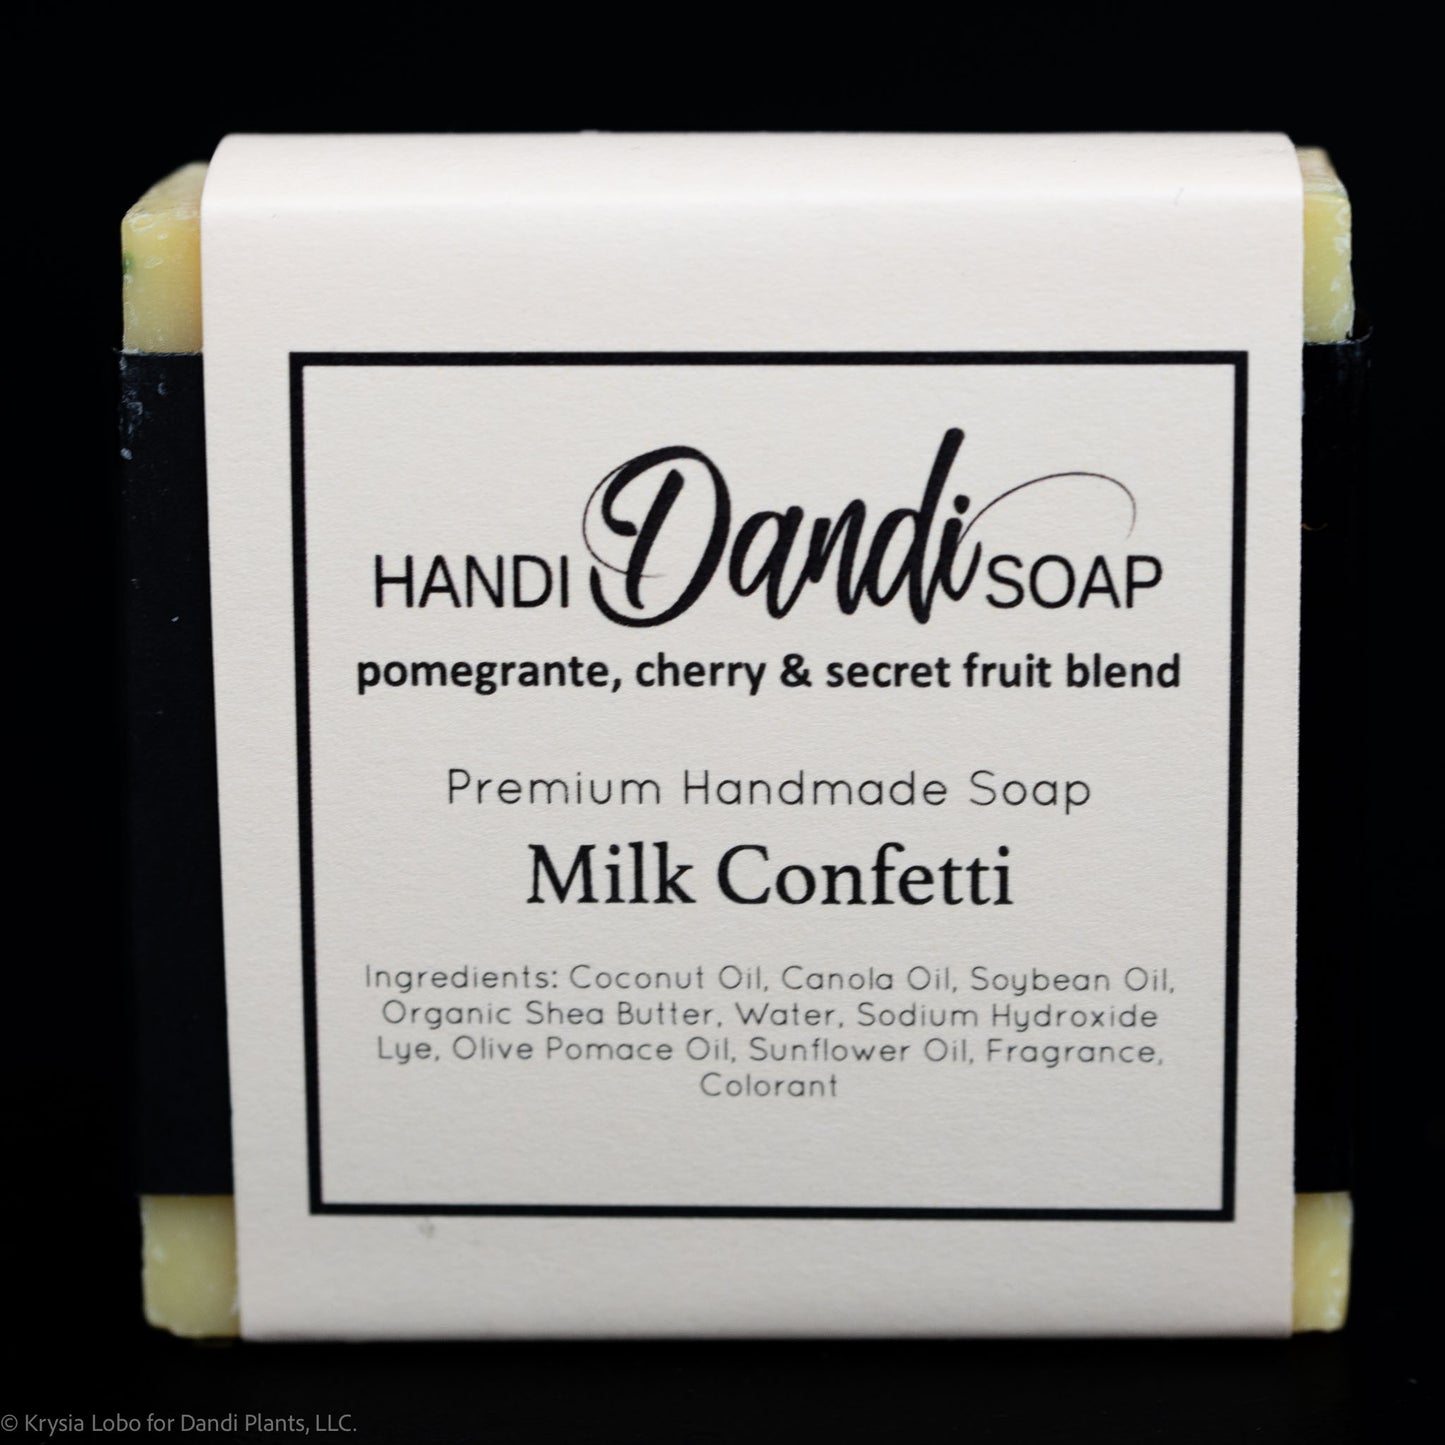 HANDI Dandi SOAP
pomegrante, cherry & secret fruit blend
Premium Handmade Soap
Milk Confetti
Ingredients: Coconut Oil, Canola Oil, Soybean Oil,
Organic Shea Butter, Water, Sodium Hydroxide
Lye, Olive Pomace Oil, Sunflower Oil, Fragrance,
Colorant
© Krysia Lobo for Dandi Plants, LLC.